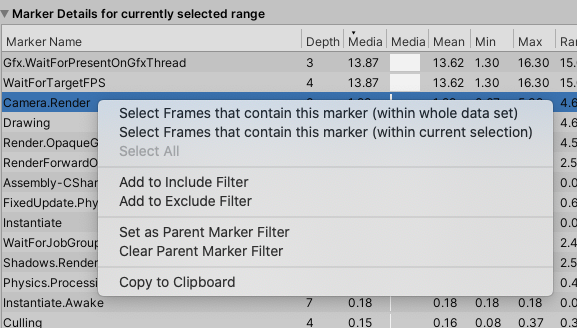 Marker Details for currently selected range
Marker Name Depth Media Media Mean Min Max Ran
Gfx.WaitForPresentOnGfxThread 3 13.87 13.62 1.30 16.30 15.0
WaitForTargetFPS 4 13.87 13.62 1.30 16.30 15.0
Camera.Render 4.6
Select Frames that contain this marker (within whole data set)
Drawing 4.6
Select Frames that contain this marker (within current selection)
Render.OpaqueG 4.5
Select All
RenderForwardO 2.5
Assembly-CShar 0.0
Add to Include Filter
FixedUpdate.Phy 0.0
Add to Exclude Filter
Instantiate 0.0
Set as Parent Marker Filter
WaitForJobGroup 2.4
Clear Parent Marker Filter
Shadows.Render 2.5
Physics.Processi 0.4
Copy to Clipboard
Instantiate.Awake 7 0.18 0.18 0.18 0.18 0.0
Culling 4 0.15 0.16 0.08 0.37 0.3